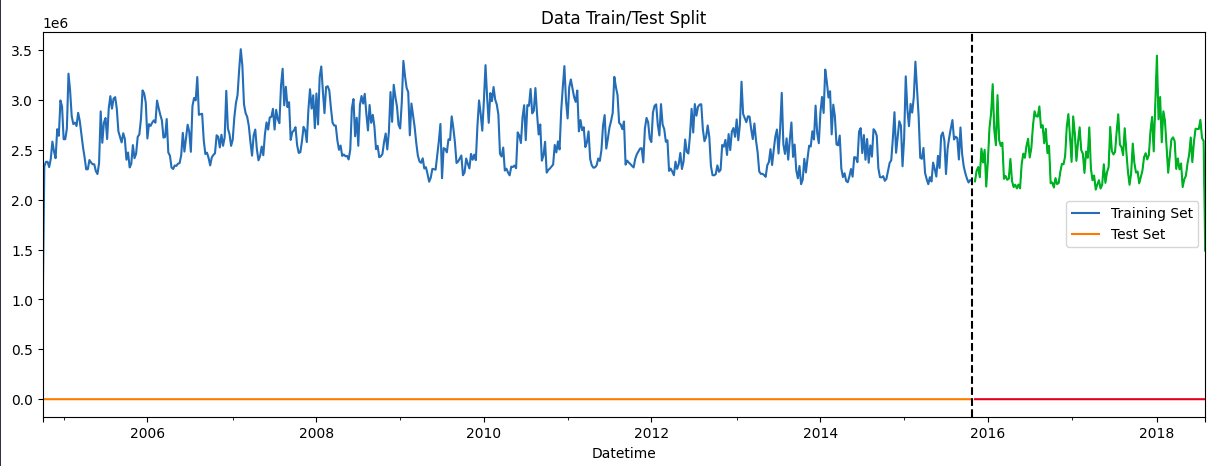 Data Train/Test Split
1e6
3.5
3.0
2.5
2.0
1.5
1.0
0.5
0.0
Training Set
Test Set
2006 2008 2010 2012 2014 2016 2018
Datetime